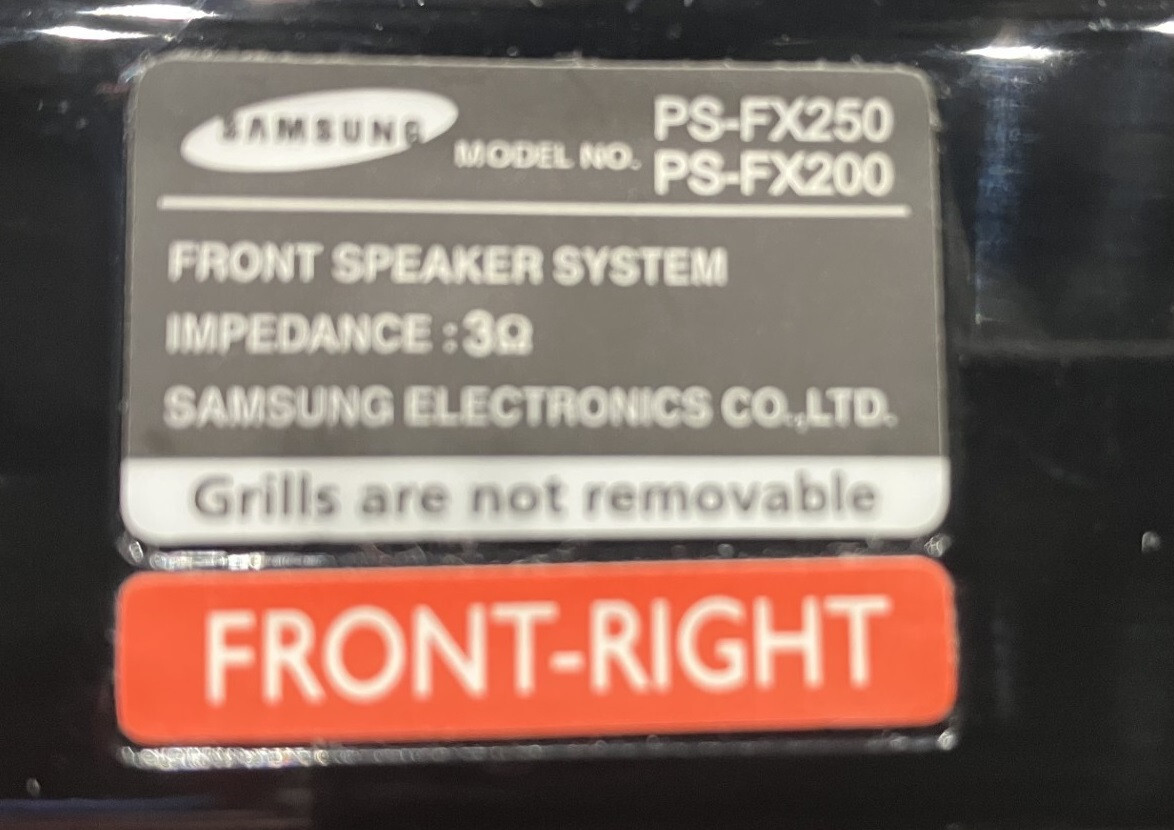 SAMSUNG
MODEL NO. PS-FX250
PS-FX200
FRONT SPEAKER SYSTEM
IMPEDANCE : 3Ω
SAMSUNG ELECTRONICS CO.,LTD.
Grills are not removable
FRONT-RIGHT